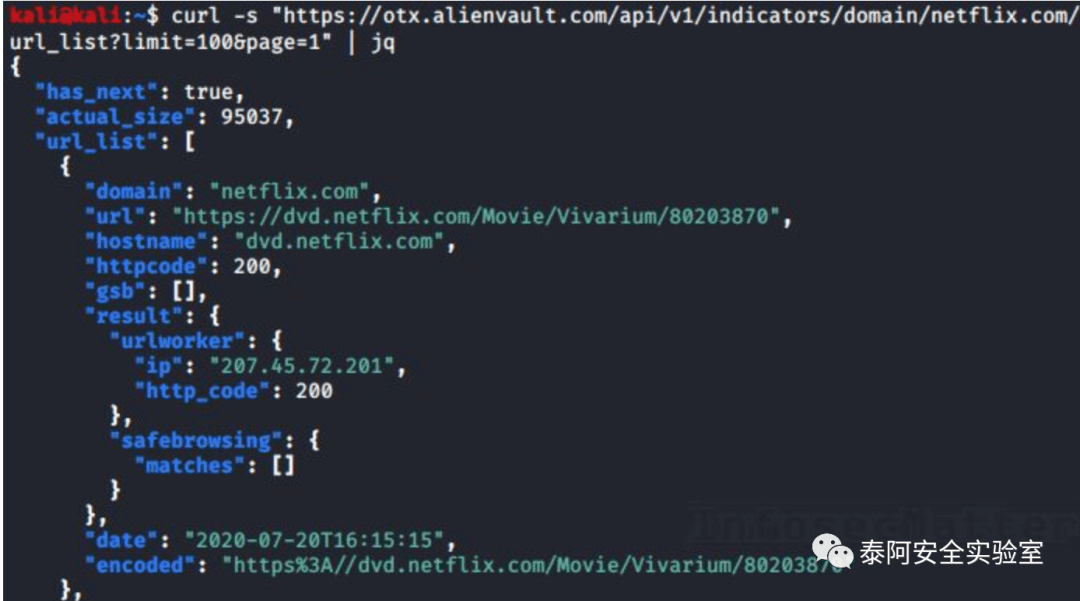 kali@kali:~$ curl -s "https://otx.alienvault.com/api/v1/indicators/domain/netflix.com/
url_list?limit=100&page=1" | jq
{
"has_next": true,
"actual_size": 95037,
"url_list": [
{
"domain": "netflix.com",
"url": "https://dvd.netflix.com/Movie/Vivarium/80203870",
"hostname": "dvd.netflix.com",
"httpcode": 200,
"gsb": [],
"result": {
"urlworker": {
"ip": "207.45.72.201",
"http_code": 200
},
"safebrowsing": {
"matches": []
}
},
InfosecMatter
"date": "2020-07-20T16:15:15",
"encoded": "https%3A//dvd.netflix.com/Movie/Vivarium/80203870
泰阿安全实验室
},